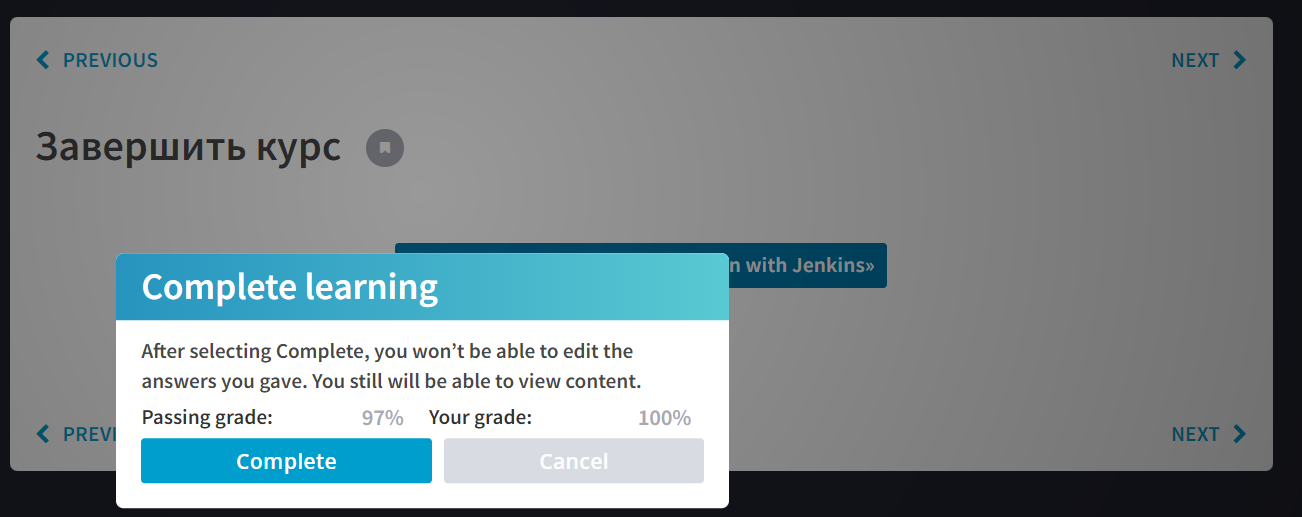 PREVIOUS
NEXT
Завершить курс
with Jenkins»
Complete learning
After selecting Complete, you won't be able to edit the
answers you gave. You still will be able to view content.
Passing grade: 97% Your grade: 100%
Complete
Cancel
NEXT